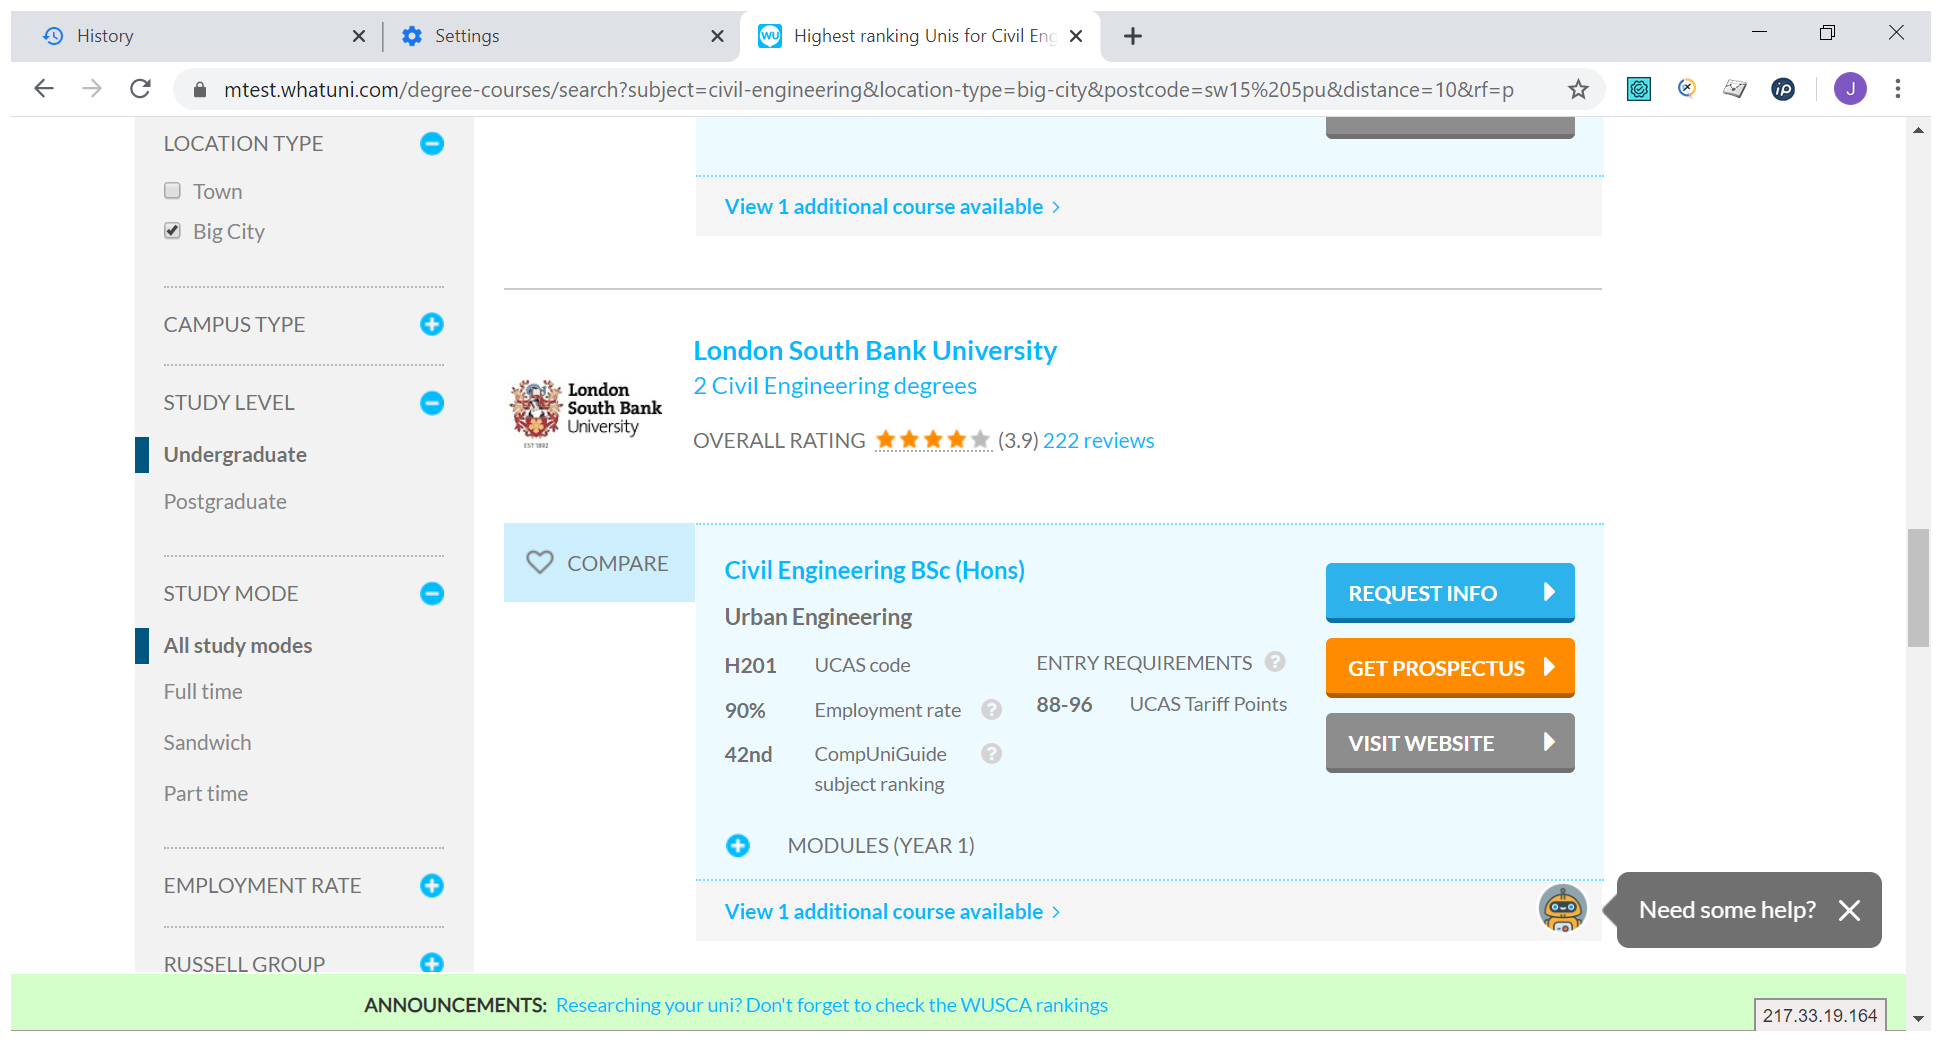 History
Settings
Highest ranking Unis for Civil Eng
mtest.whatuni.com/degree-courses/search?subject=civil-engineering&location-type=big-city&postcode=sw15%205pu&distance=10&rf=p
J
LOCATION TYPE
Town
Big City
CAMPUS TYPE
STUDY LEVEL
Undergraduate
Postgraduate
STUDY MODE
All study modes
Full time
Sandwich
Part time
EMPLOYMENT RATE
RUSSELL GROUP
View 1 additional course available
London
South Bank
University
EST 1892
London South Bank University
2 Civil Engineering degrees
OVERALL RATING (3.9) 222 reviews
COMPARE
Civil Engineering BSc (Hons)
Urban Engineering
H201 UCAS code
90% Employment rate ?
42nd CompUniGuide ?
subject ranking
ENTRY REQUIREMENTS ?
88-96 UCAS Tariff Points
REQUEST INFO
GET PROSPECTUS
VISIT WEBSITE
MODULES (YEAR 1)
View 1 additional course available
Need some help?
ANNOUNCEMENTS: Researching your uni? Don't forget to check the WUSCA rankings
217.33.19.164